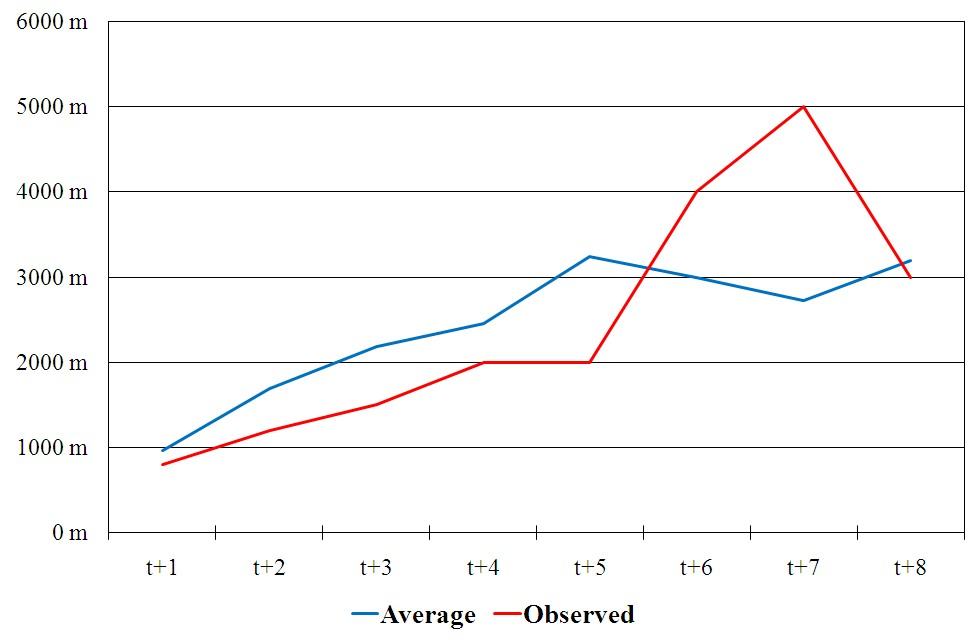 6000 m
5000 m
4000 m
3000 m
2000 m
1000 m
0 m
t+1 t+2 t+3 t+4 t+5 t+6 t+7 t+8
Average Observed